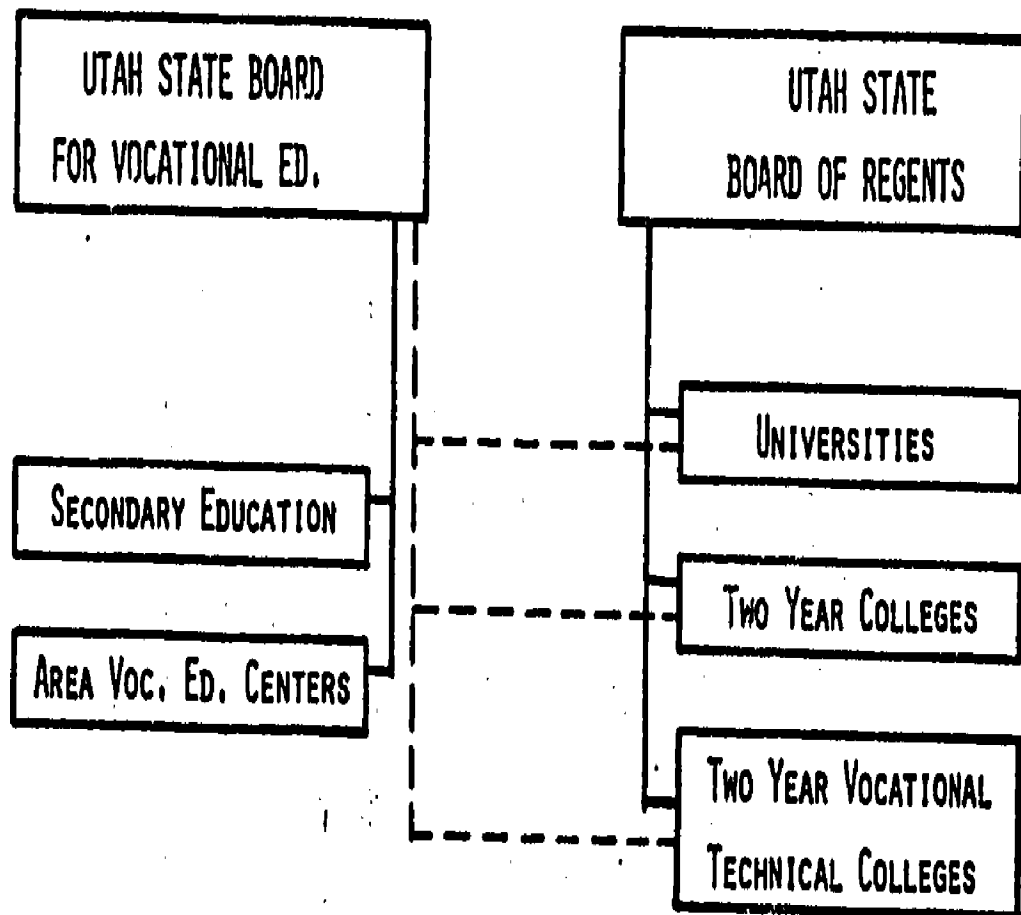 UTAH STATE BOARD
FOR VOCATIONAL ED.
UTAH STATE
BOARD OF REGENTS
UNIVERSITIES
SECONDARY EDUCATION
TWO YEAR COLLEGES
AREA VOC. ED. CENTERS
TWO YEAR VOCATIONAL
TECHNICAL COLLEGES